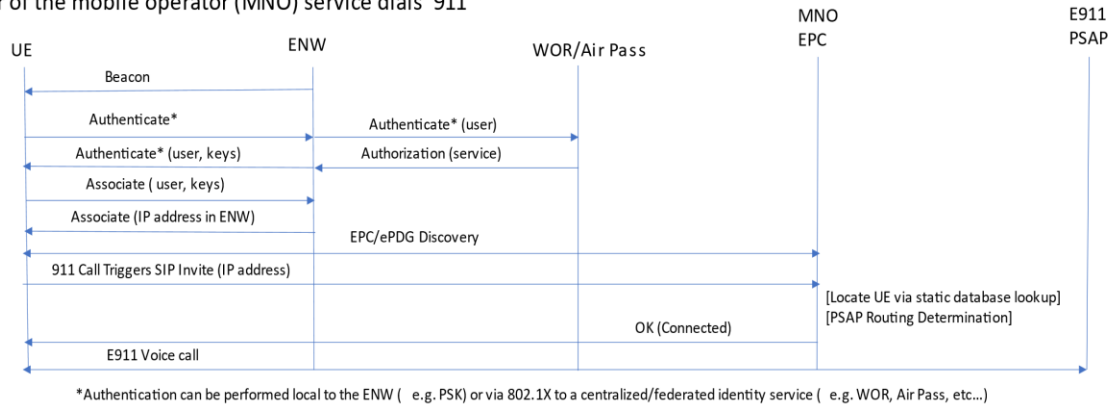 r of the mobile operator (MNO) service dials 911
MNO
EPC
E911
PSAP
UE
ENW
WOR/Air Pass
Beacon
Authenticate*
Authenticate* (user)
Authenticate* (user, keys)
Authorization (service)
Associate ( user, keys)
Associate (IP address in ENW)
EPC/ePDG Discovery
911 Call Triggers SIP Invite (IP address)
[Locate UE via static database lookup]
[PSAP Routing Determination]
OK (Connected)
E911 Voice call
*Authentication can be performed local to the ENW ( e.g. PSK) or via 802.1X to a centralized/federated identity service ( e.g. WOR, Air Pass, etc...)